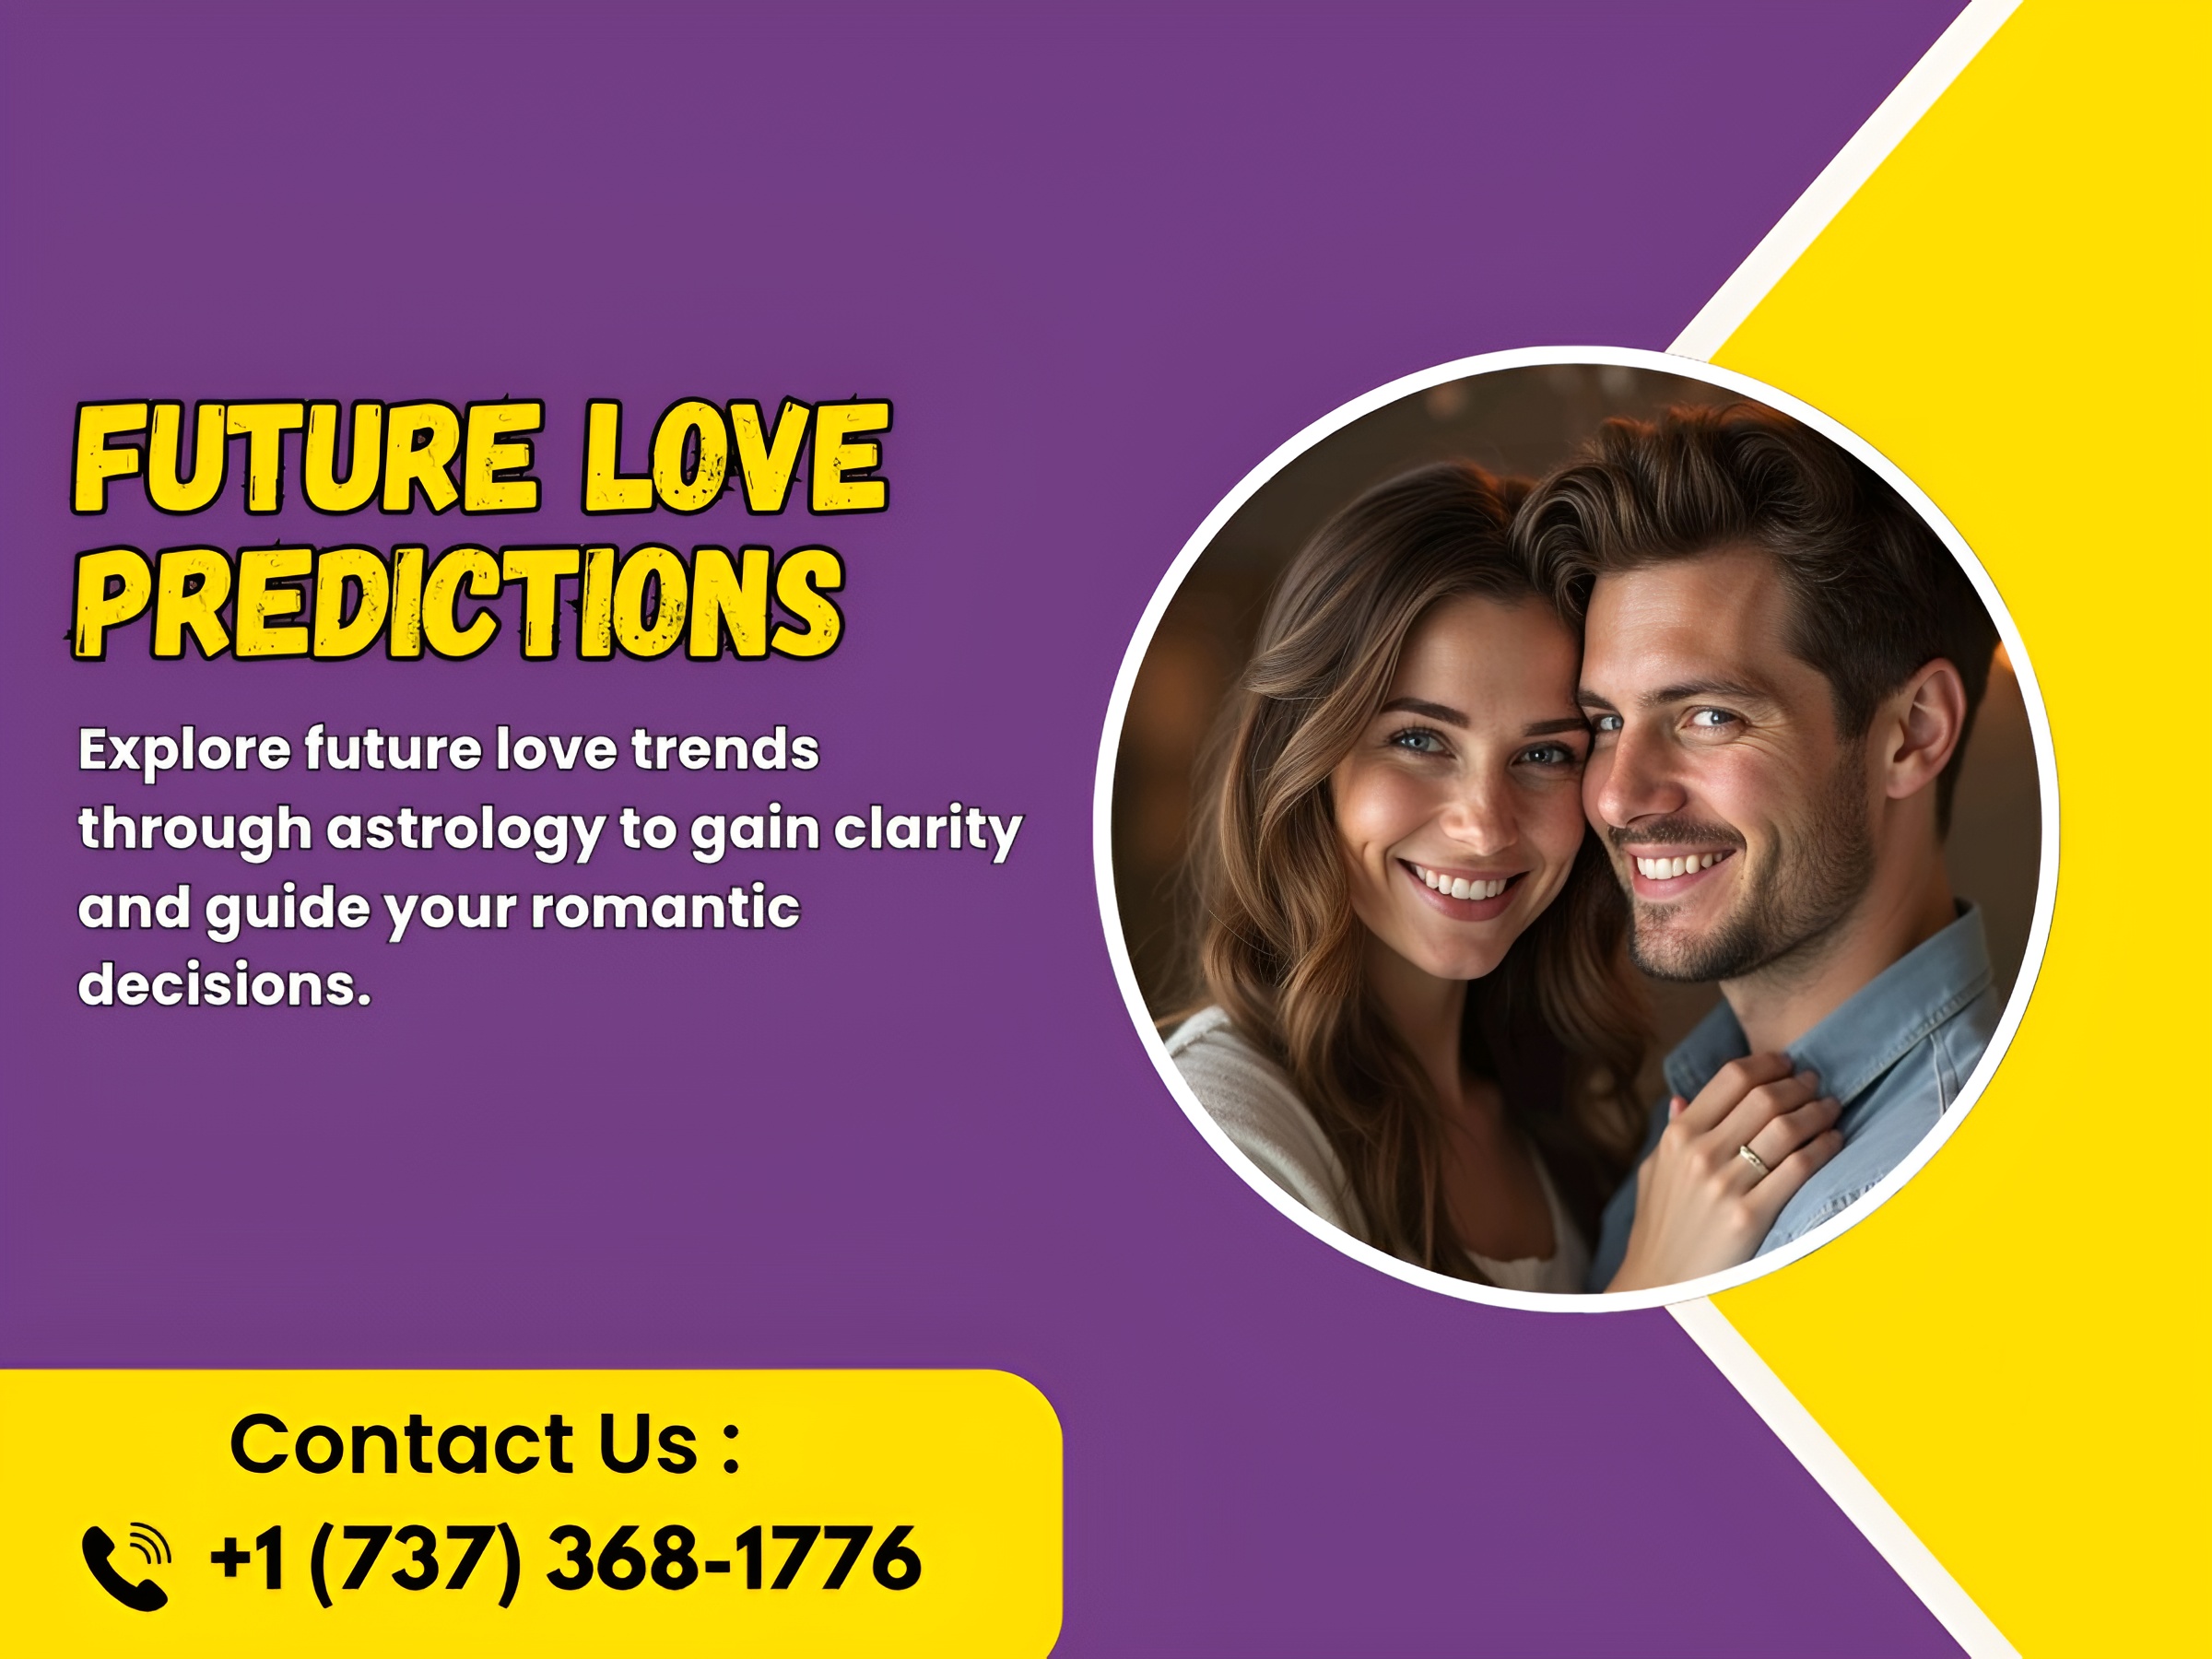 FUTURE LOVE
PREDICTIONS
Explore future love trends
through astrology to gain clarity
and guide your romantic
decisions.
Contact Us :
+1 (737) 368-1776